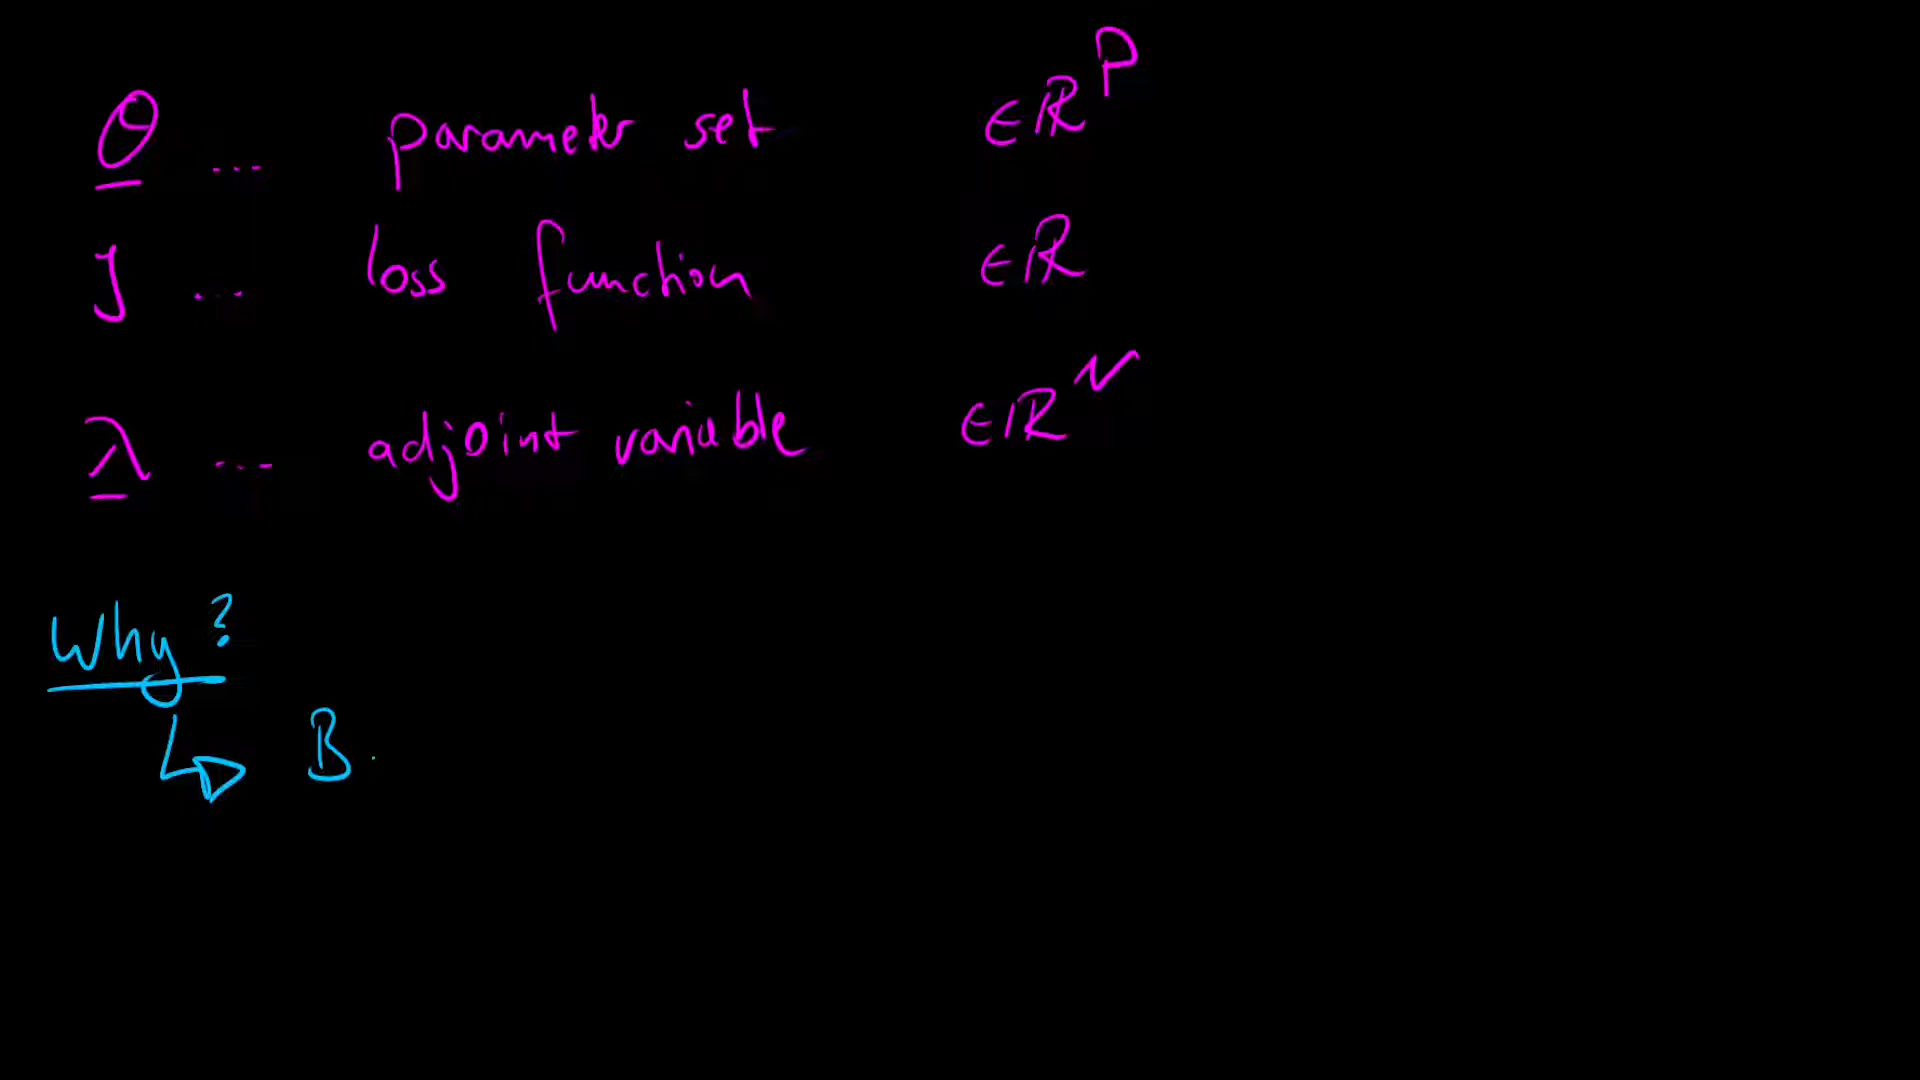 θ ... parameter set ∈ ℝ^P
J ... loss function ∈ ℝ
λ ... adjoint variable ∈ ℝ^N
Why?
↳ B